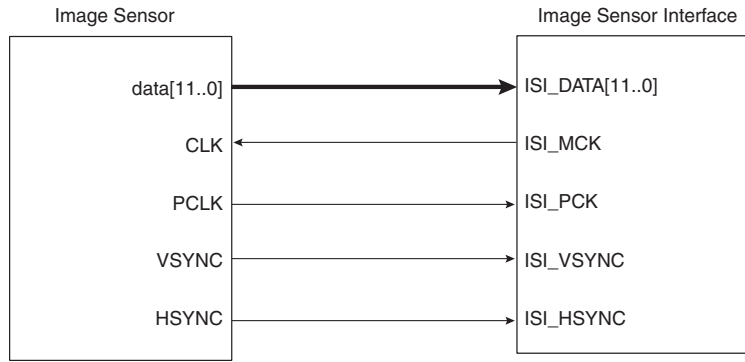 Image Sensor
Image Sensor Interface
data[11..0]
ISI_DATA[11..0]
CLK
ISI_MCK
PCLK
ISI_PCK
VSYNC
ISI_VSYNC
HSYNC
ISI_HSYNC